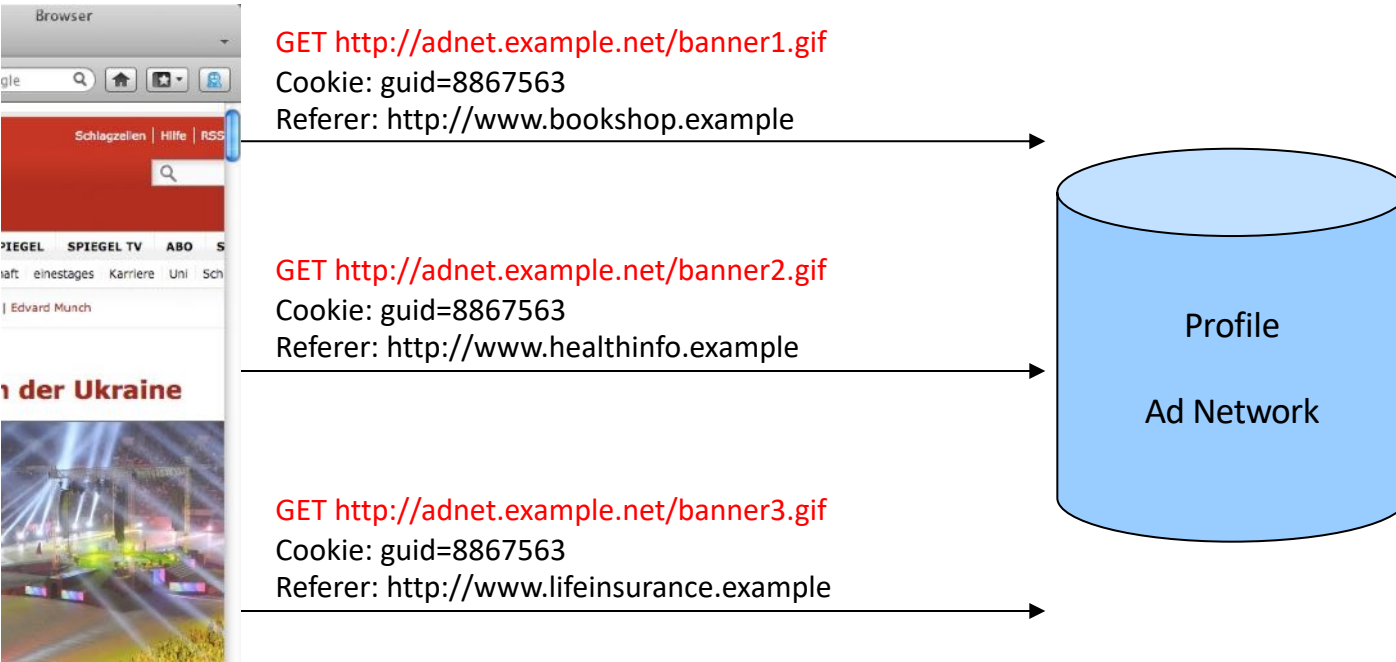 Browser
gle
Schlagzeilen | Hilfe | RSS
PIEGEL SPIEGEL TV ABO S
haft einestages Karriere Uni Sch
| Edvard Munch
n der Ukraine
GET http://adnet.example.net/banner1.gif
Cookie: guid=8867563
Referer: http://www.bookshop.example
GET http://adnet.example.net/banner2.gif
Cookie: guid=8867563
Referer: http://www.healthinfo.example
GET http://adnet.example.net/banner3.gif
Cookie: guid=8867563
Referer: http://www.lifeinsurance.example
Profile
Ad Network